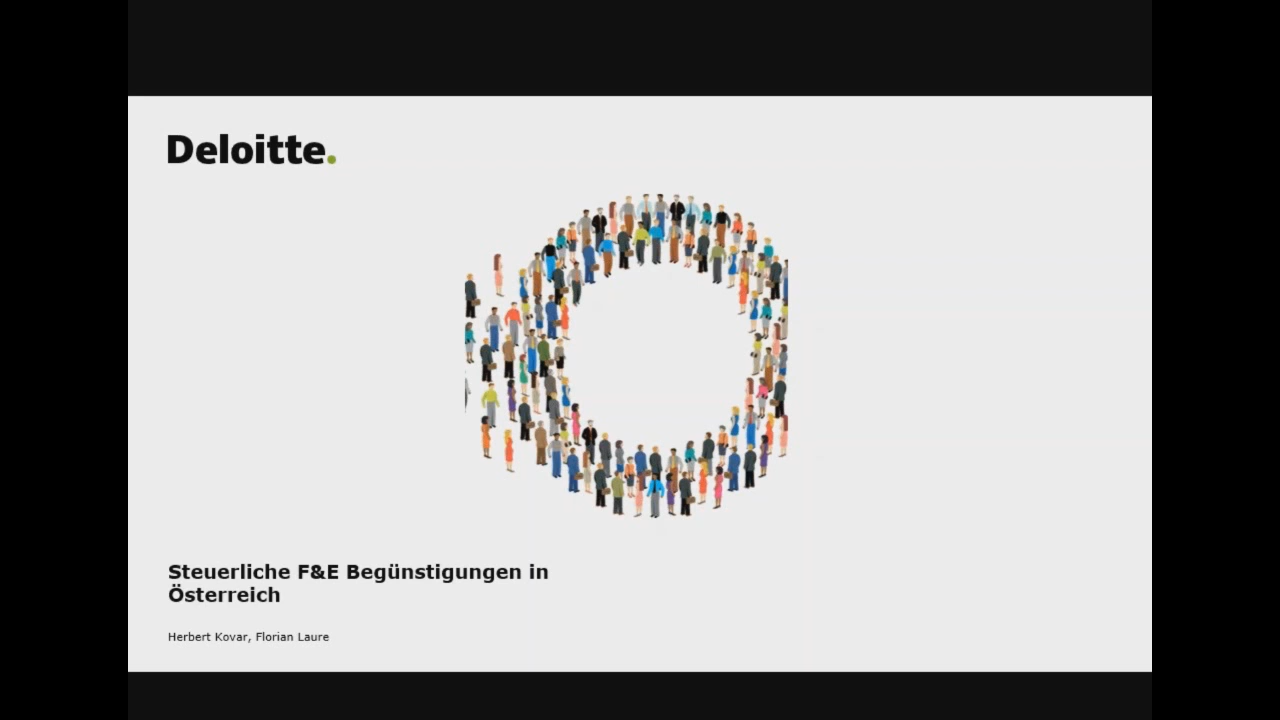 Deloitte.
Steuerliche F&E Begünstigungen in
Österreich
Herbert Kovar, Florian Laure